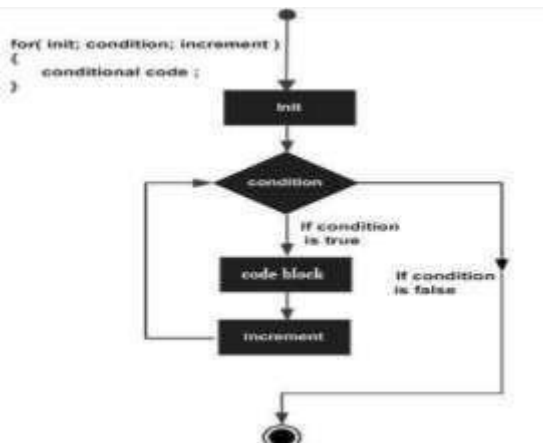 for( init; condition; increment )
{
conditional code ;
}
Init
condition
If condition
is true
code block
If condition
is false
increment